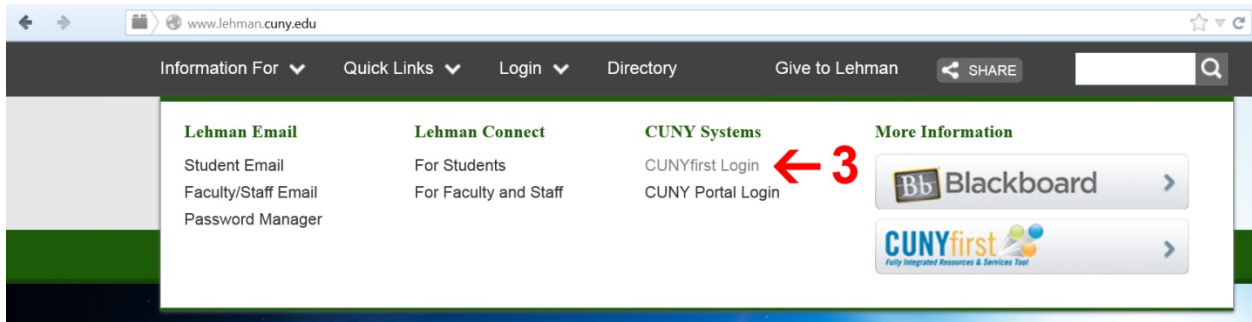 www.lehman.cuny.edu
Information For Quick Links Login Directory Give to Lehman SHARE
Lehman Email
Student Email
Faculty/Staff Email
Password Manager
Lehman Connect
For Students
For Faculty and Staff
CUNY Systems
CUNYfirst Login ← 3
CUNY Portal Login
More Information
Bb Blackboard
CUNYfirst
Fully Integrated Resources & Services Tool